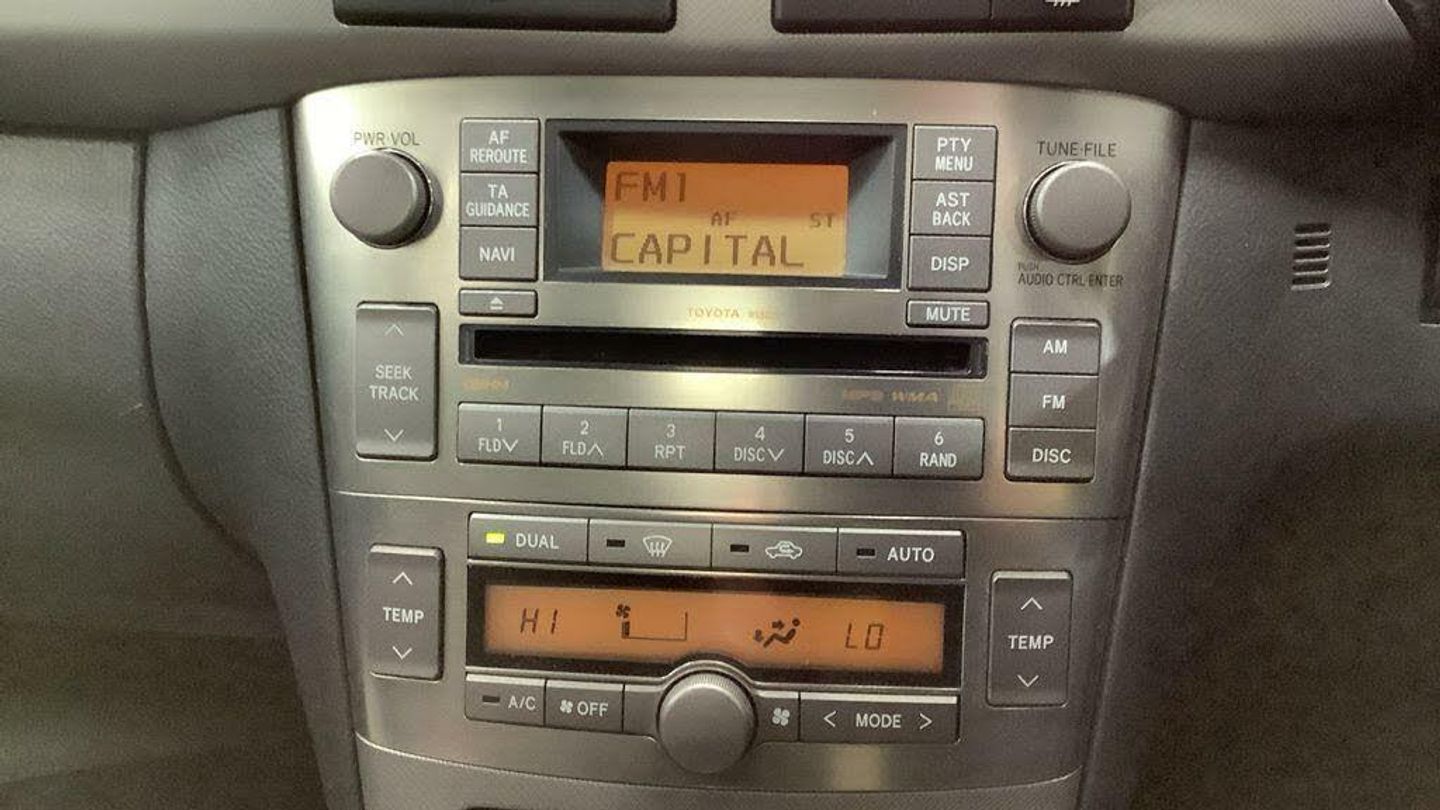 PWR·VOL
AF
REROUTE
TA
GUIDANCE
NAVI
FM1
AF ST
CAPITAL
PTY
MENU
AST
BACK
DISP
TUNE·FILE
PUSH
AUDIO CTRL·ENTER
TOYOTA
MUTE
SEEK
TRACK
MP3 WMA
1
FLD
2
FLD
3
RPT
4
DISC
5
DISC
6
RAND
AM
FM
DISC
DUAL
AUTO
TEMP
HI
LO
TEMP
A/C
OFF
< MODE >